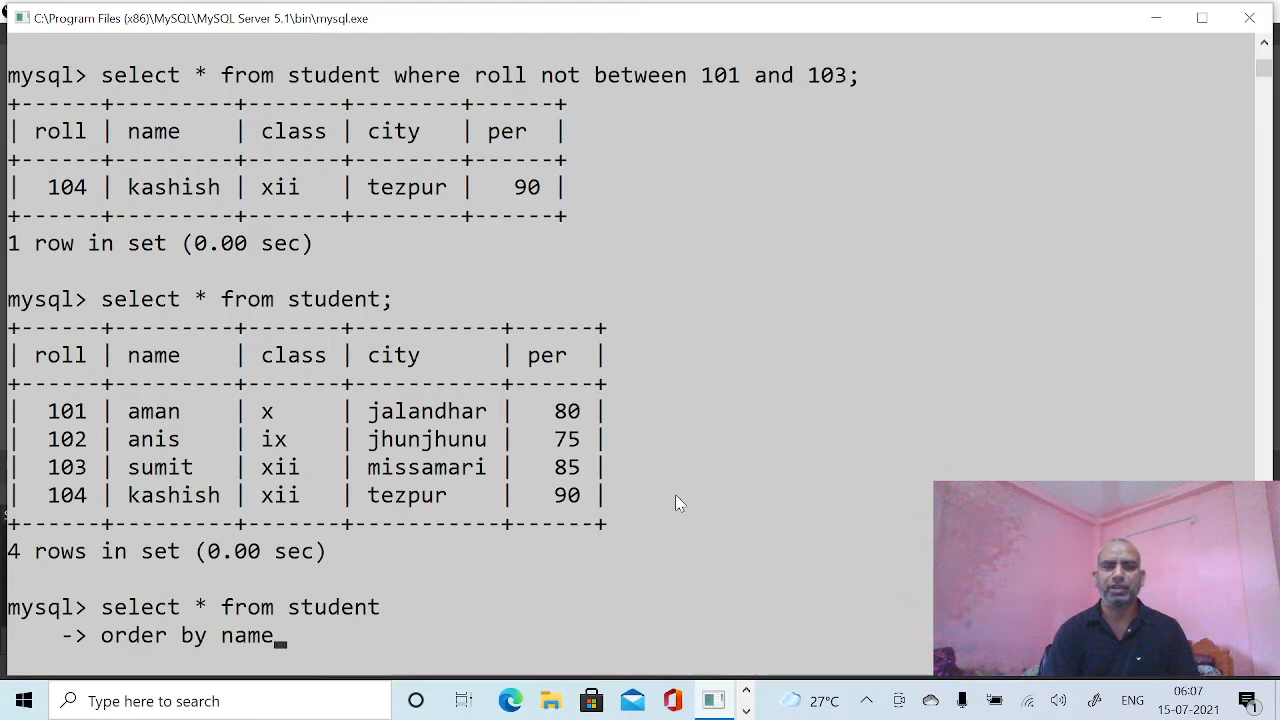 C:\Program Files (x86)\MySQL\MySQL Server 5.1\bin\mysql.exe
mysql> select * from student where roll not between 101 and 103;
+------+---------+-------+--------+------+
| roll | name    | class | city   | per  |
+------+---------+-------+--------+------+
|  104 | kashish | xii   | tezpur |   90 |
+------+---------+-------+--------+------+
1 row in set (0.00 sec)
mysql> select * from student;
+------+---------+-------+-----------+------+
| roll | name    | class | city      | per  |
+------+---------+-------+-----------+------+
|  101 | aman    | x     | jalandhar |   80 |
|  102 | anis    | ix    | jhunjhunu |   75 |
|  103 | sumit   | xii   | missamari |   85 |
|  104 | kashish | xii   | tezpur    |   90 |
+------+---------+-------+-----------+------+
4 rows in set (0.00 sec)
mysql> select * from student
    -> order by name_
Type here to search
27°C
ENG
06:07
15-07-2021
1